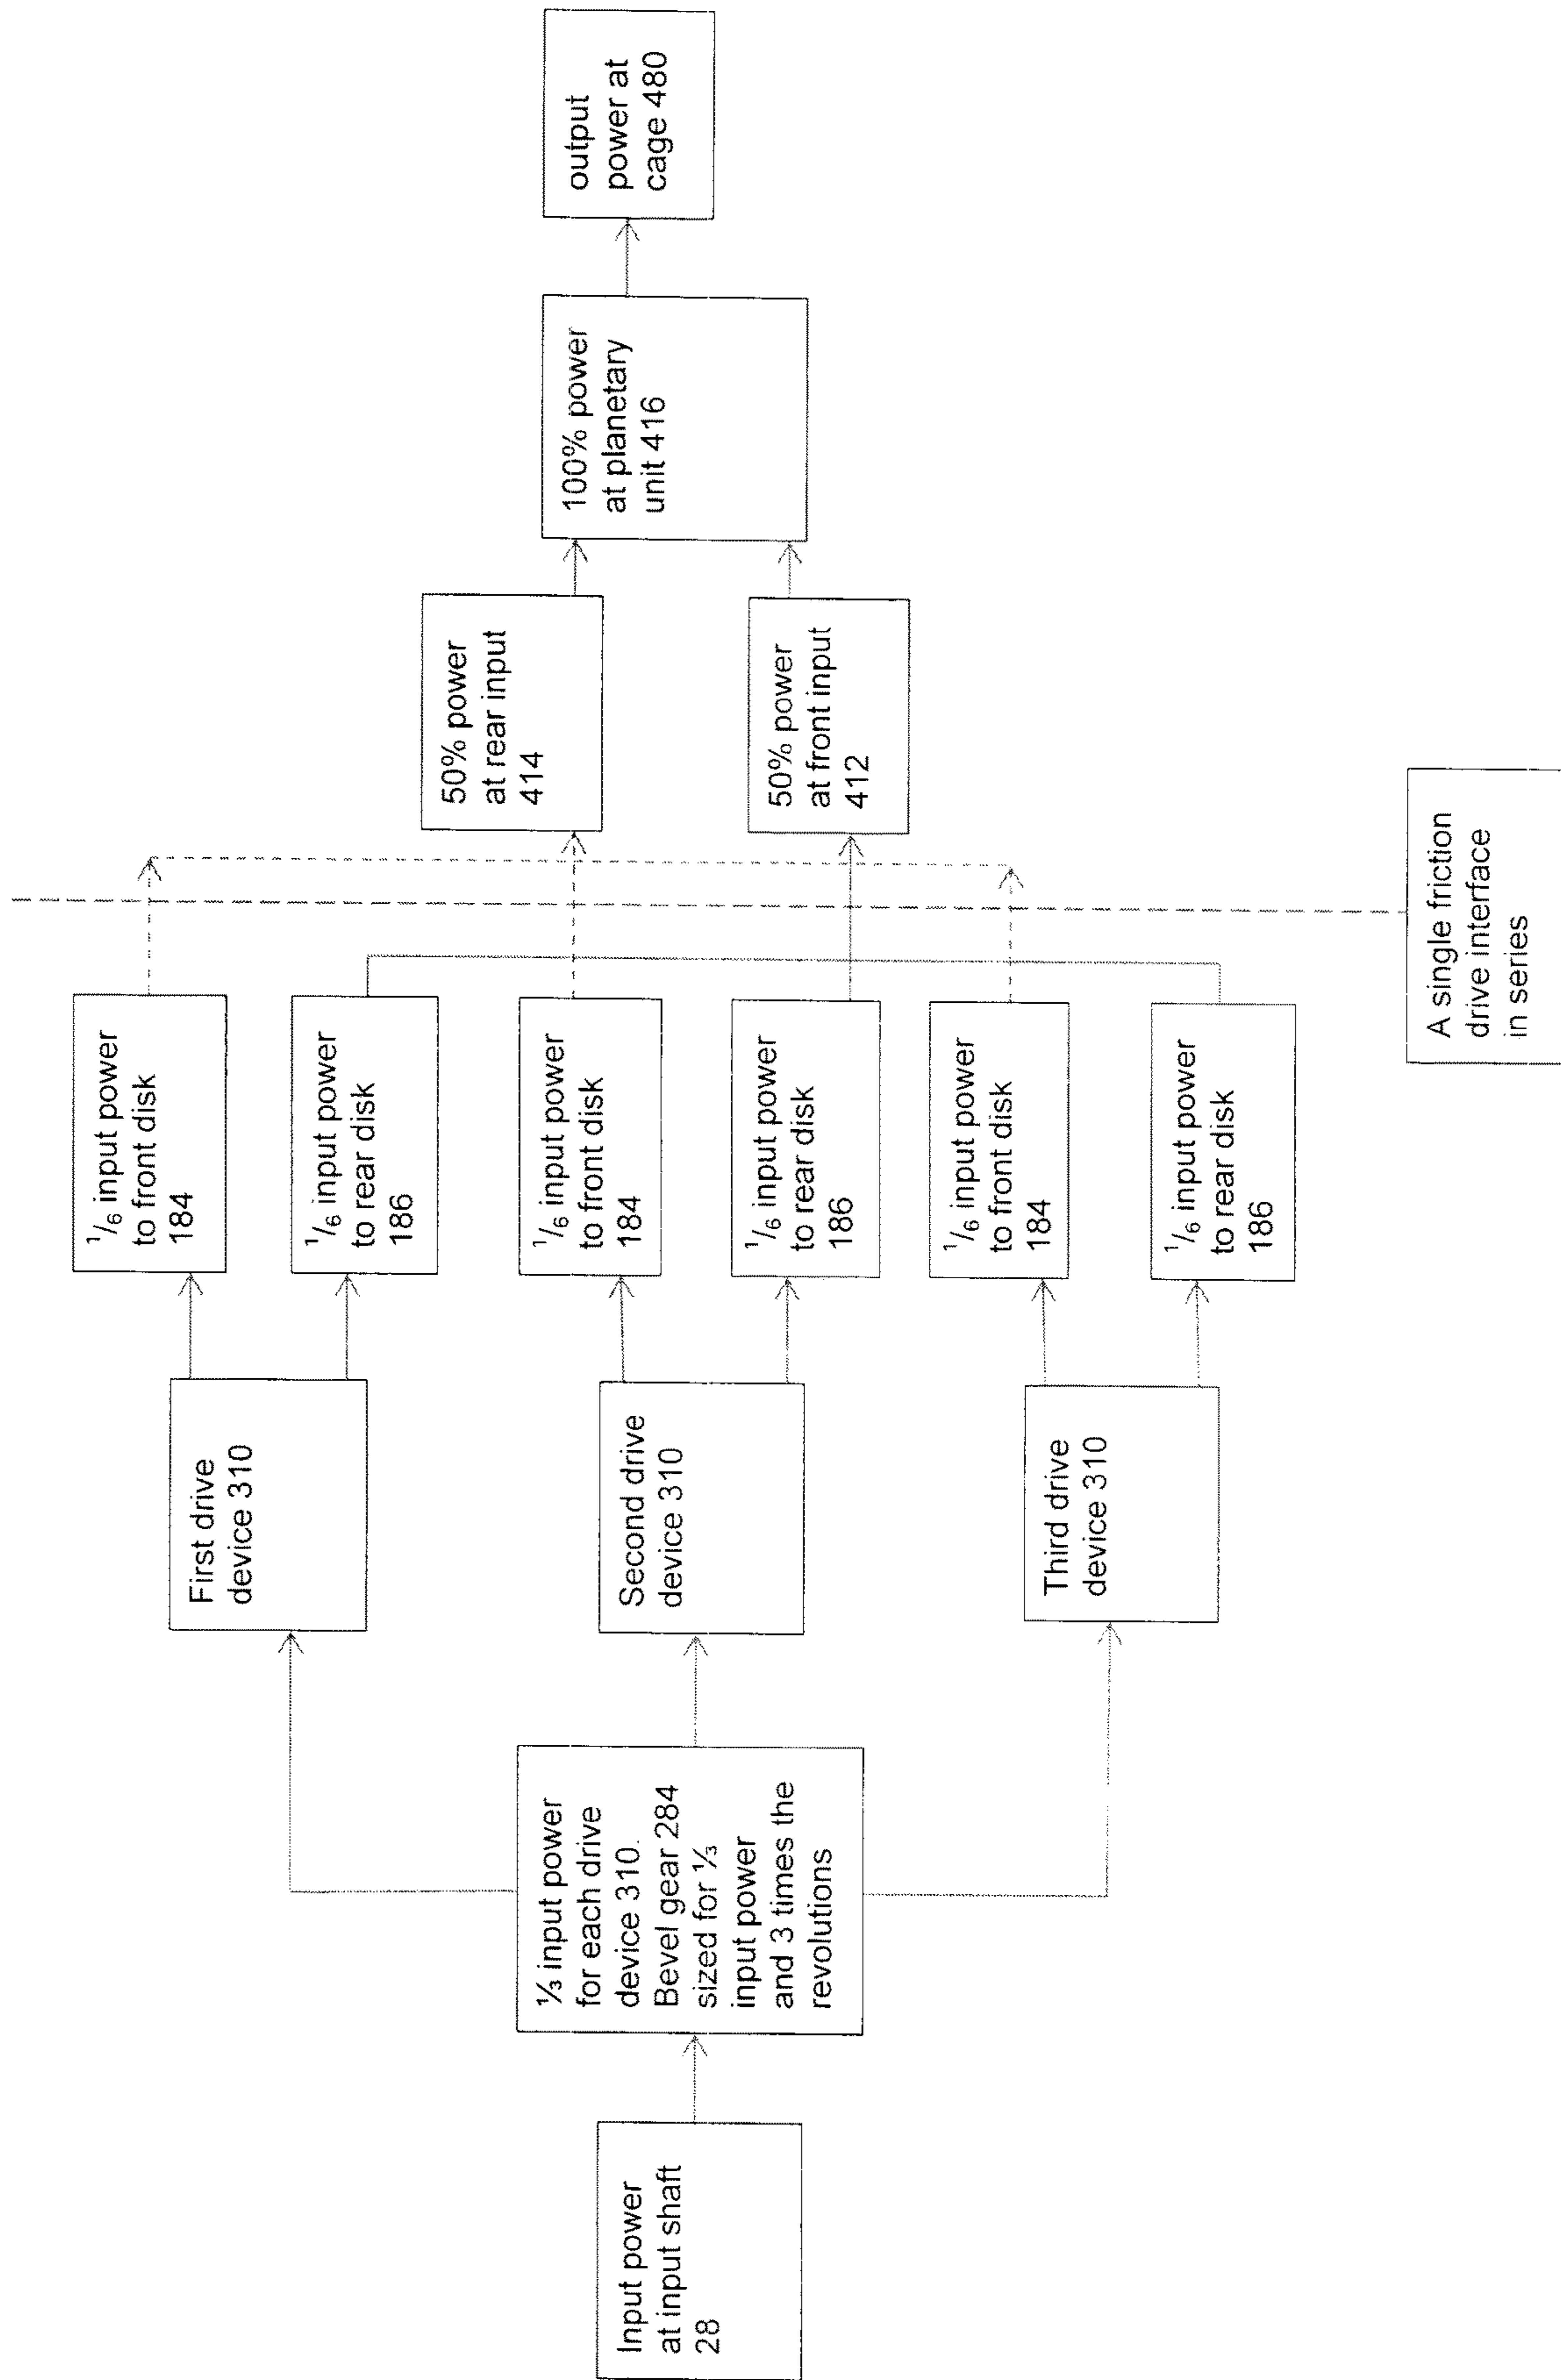 Input power
at input shaft
28
⅓ input power
for each drive
device 310.
Bevel gear 284
sized for ⅓
input power
and 3 times the
revolutions
First drive
device 310
Second drive
device 310
Third drive
device 310
¹/₆ input power
to front disk
184
¹/₆ input power
to rear disk
186
¹/₆ input power
to front disk
184
¹/₆ input power
to rear disk
186
¹/₆ input power
to front disk
184
¹/₆ input power
to rear disk
186
A single friction
drive interface
in series
50% power
at rear input
414
50% power
at front input
412
100% power
at planetary
unit 416
output
power at
cage 480